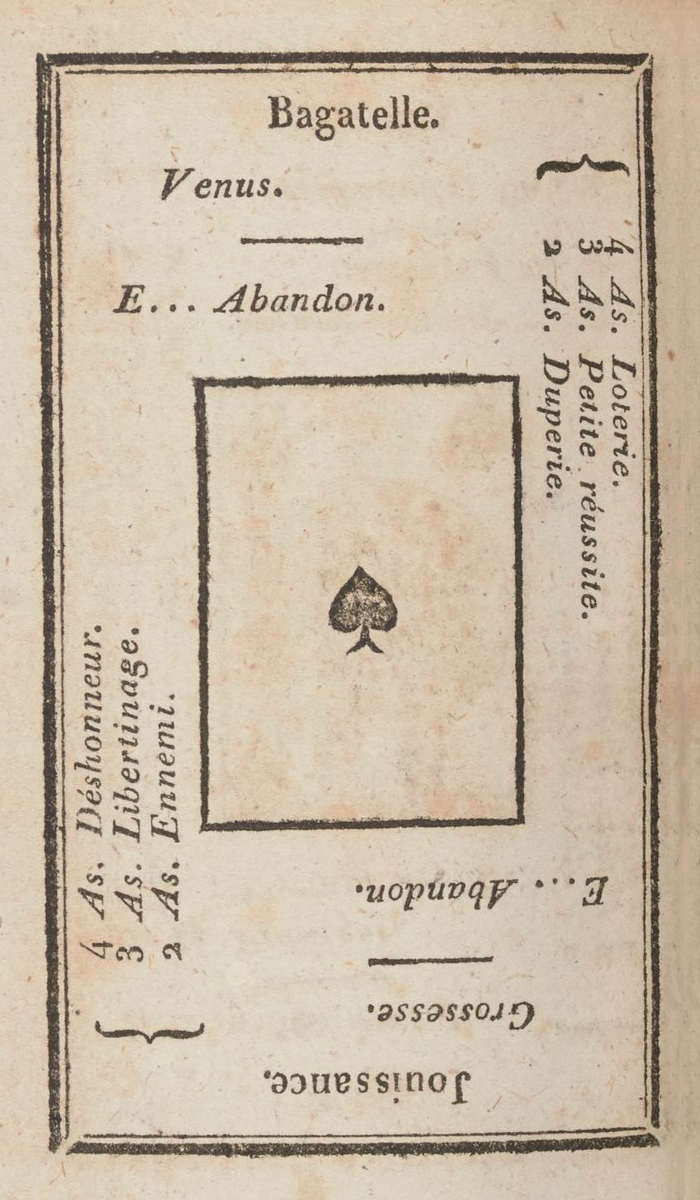 Bagatelle.
Venus.
E... Abandon.
4 As. Loterie.
3 As. Petite réussite.
2 As. Duperie.
4 As. Déshonneur.
3 As. Libertinage.
2 As. Ennemi.
Jouissance.
Grossesse.
E... Abandon.